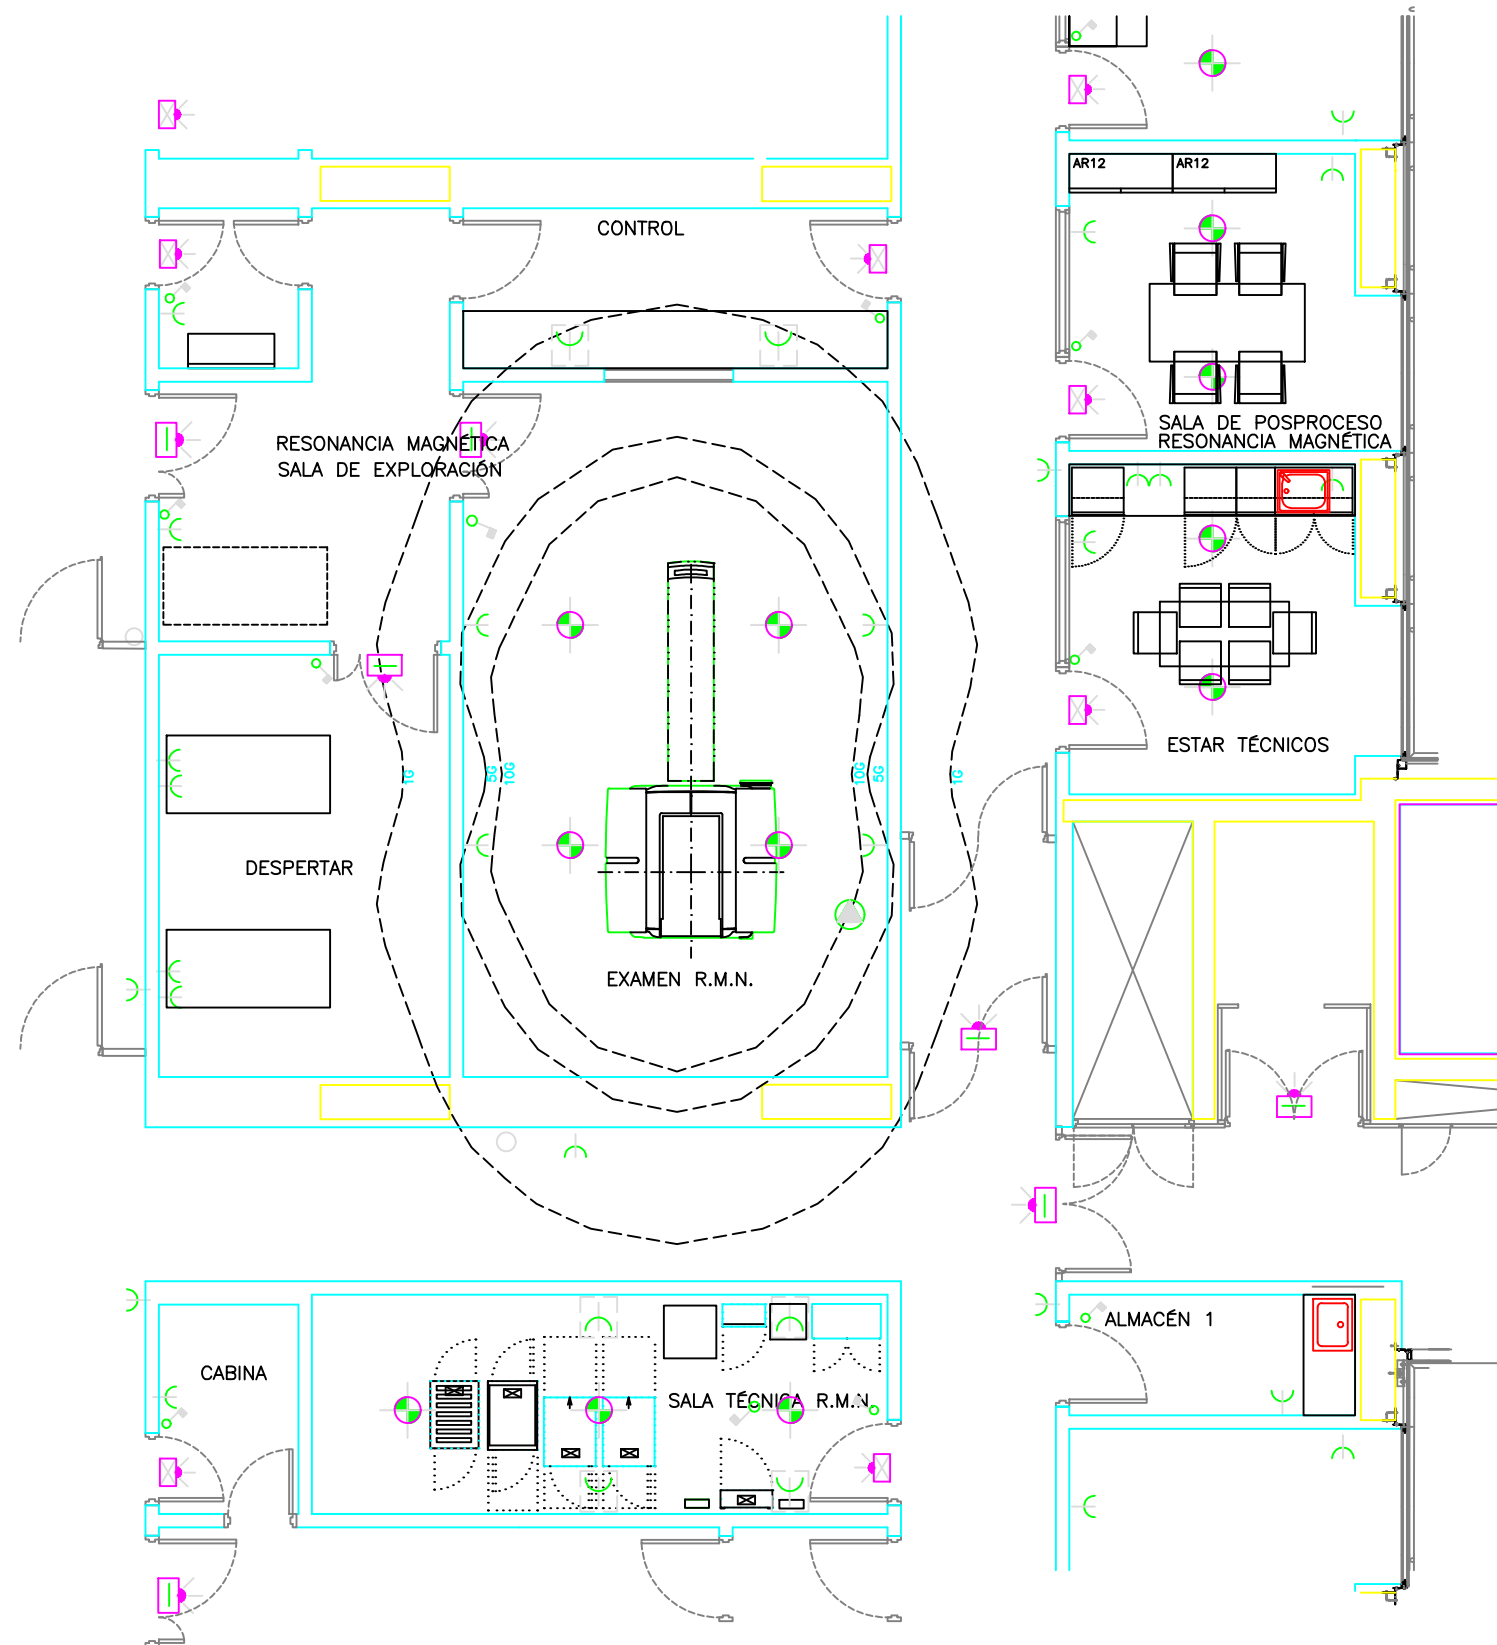 AR12 AR12
CONTROL
SALA DE POSPROCESO
RESONANCIA MAGNÉTICA
RESONANCIA MAGNÉTICA
SALA DE EXPLORACIÓN
ESTAR TÉCNICOS
1G 5G 10G 10G 5G 1G
DESPERTAR
EXAMEN R.M.N.
ALMACÉN 1
CABINA
SALA TÉCNICA R.M.N.